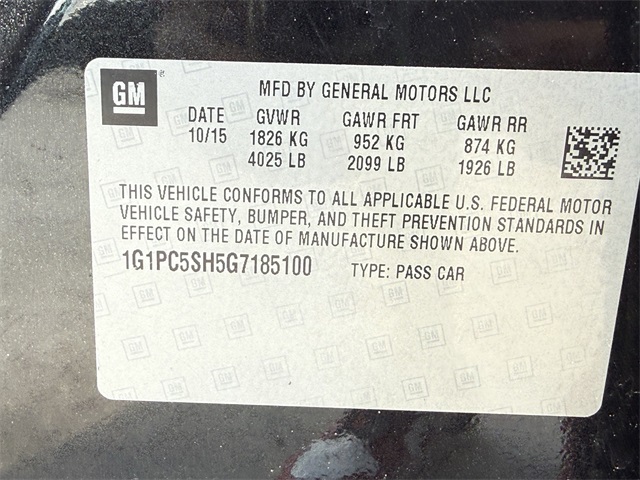 GM
MFD BY GENERAL MOTORS LLC
DATE GVWR GAWR FRT GAWR RR
10/15 1826 KG 952 KG 874 KG
4025 LB 2099 LB 1926 LB
THIS VEHICLE CONFORMS TO ALL APPLICABLE U.S. FEDERAL MOTOR
VEHICLE SAFETY, BUMPER, AND THEFT PREVENTION STANDARDS IN
EFFECT ON THE DATE OF MANUFACTURE SHOWN ABOVE.
1G1PC5SH5G7185100 TYPE: PASS CAR